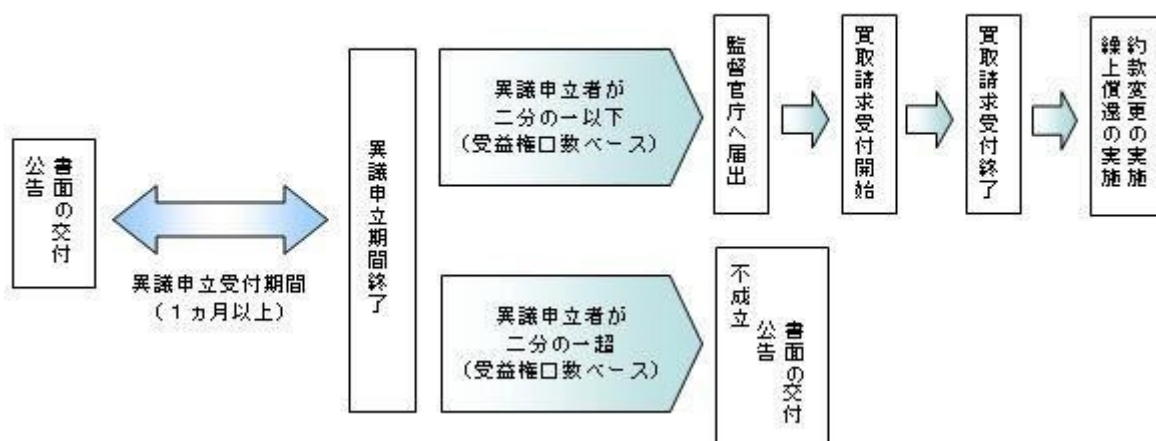 公告
書面の交付
異議申立受付期間
（１ヵ月以上）
異議申立期間終了
異議申立者が
二分の一以下
（受益権口数ベース）
監督官庁へ届出
買取請求受付開始
買取請求受付終了
約款変更の実施
繰上償還の実施
異議申立者が
二分の一超
（受益権口数ベース）
不成立
公告
書面の交付